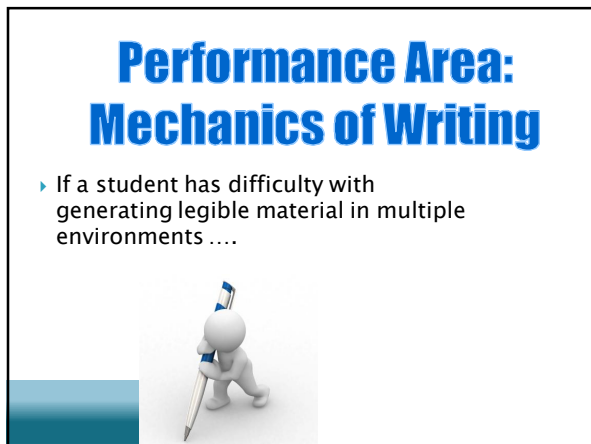 Performance Area:
Mechanics of Writing
If a student has difficulty with
generating legible material in multiple
environments ….